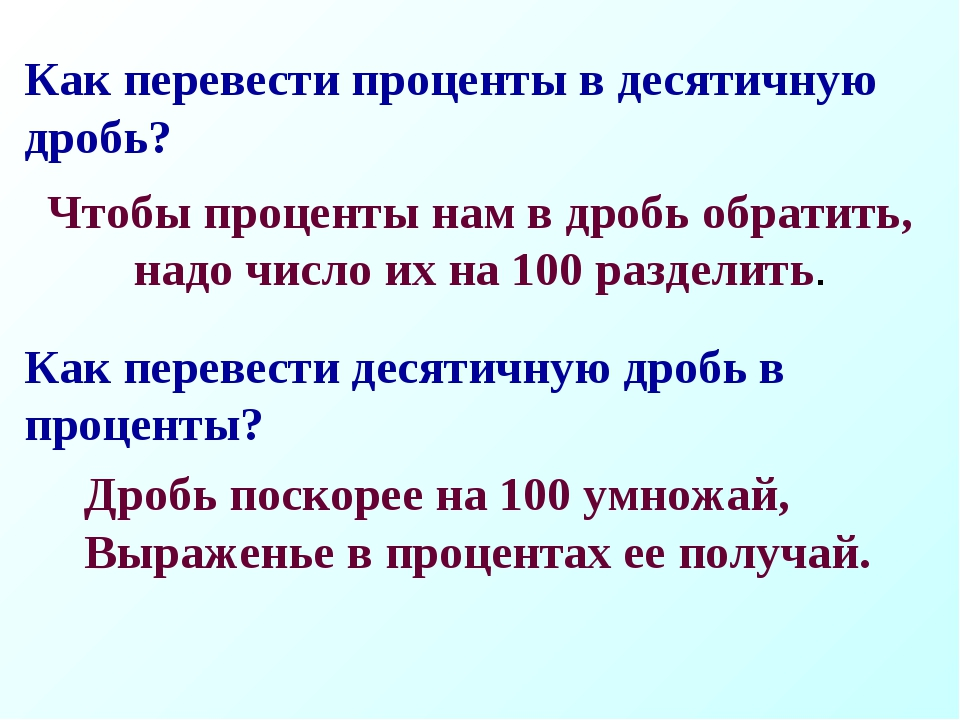 Как перевести проценты в десятичную
дробь?
Чтобы проценты нам в дробь обратить,
надо число их на 100 разделить.
Как перевести десятичную дробь в
проценты?
Дробь поскорее на 100 умножай,
Выраженье в процентах ее получай.